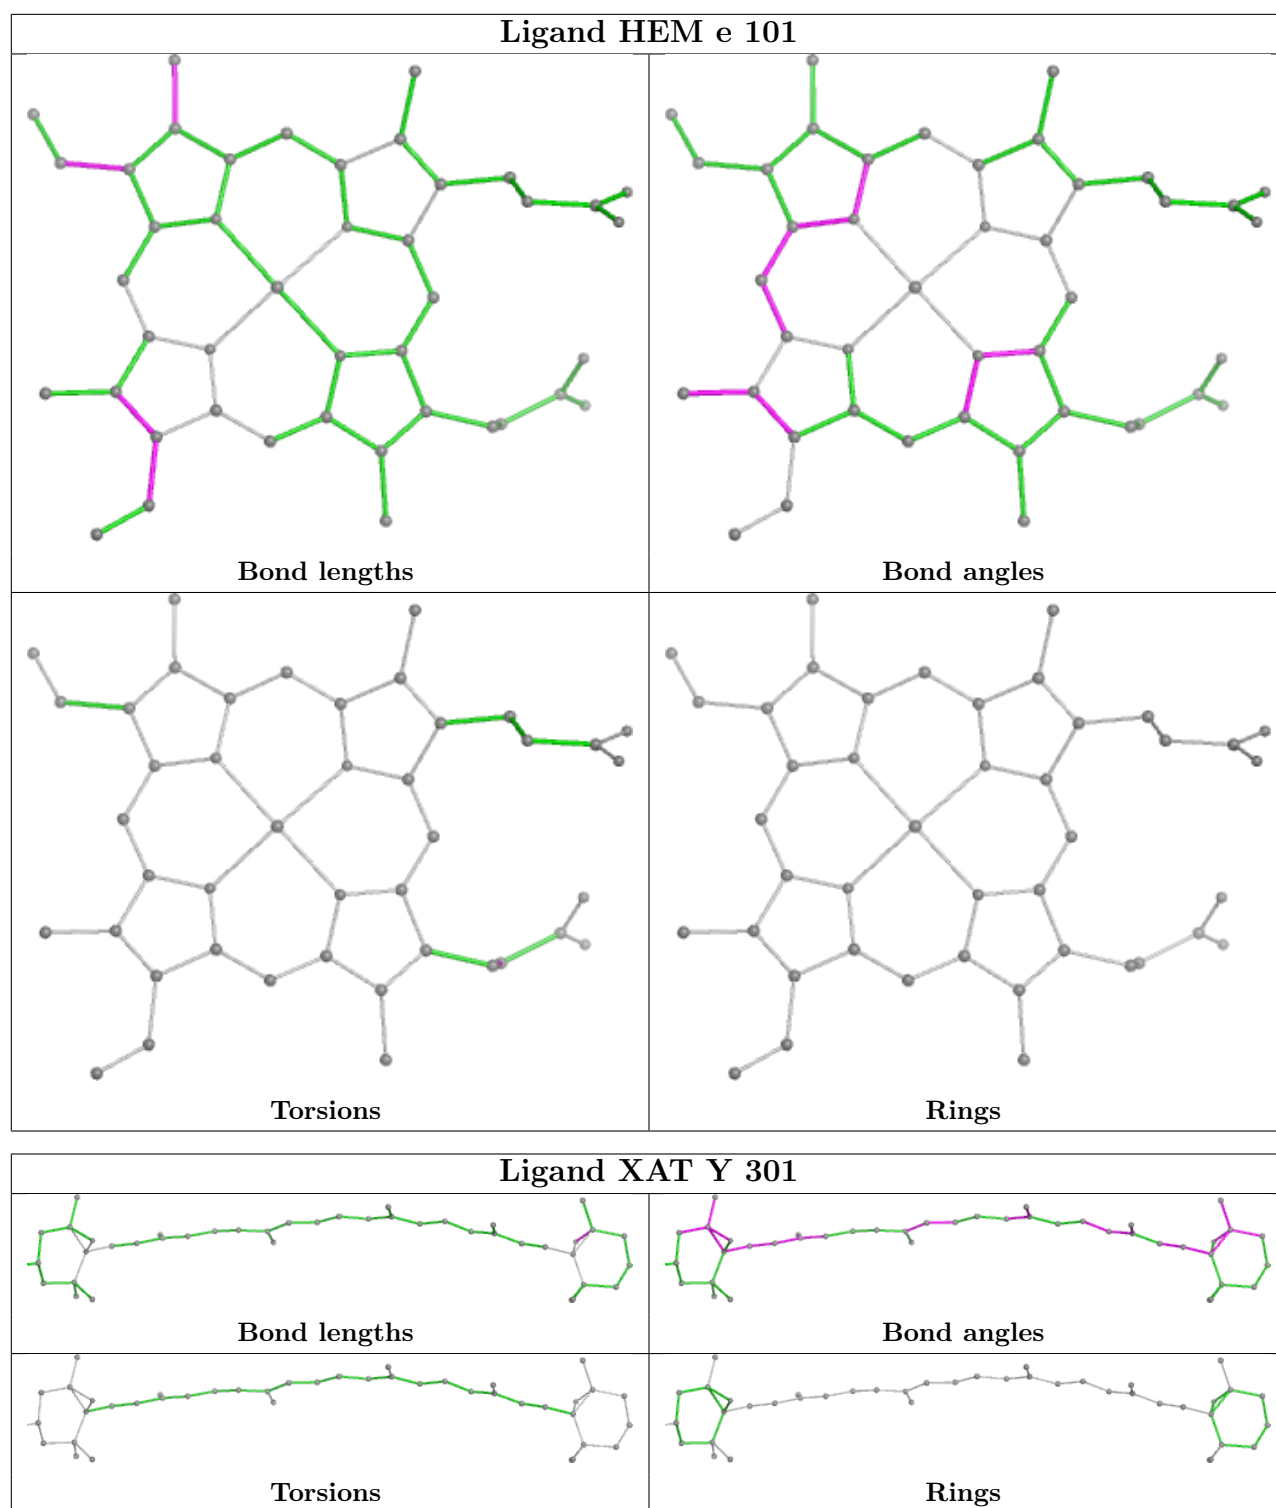 Ligand HEM e 101
Bond lengths
Bond angles
Torsions
Rings
Ligand XAT Y 301
Bond lengths
Bond angles
Torsions
Rings